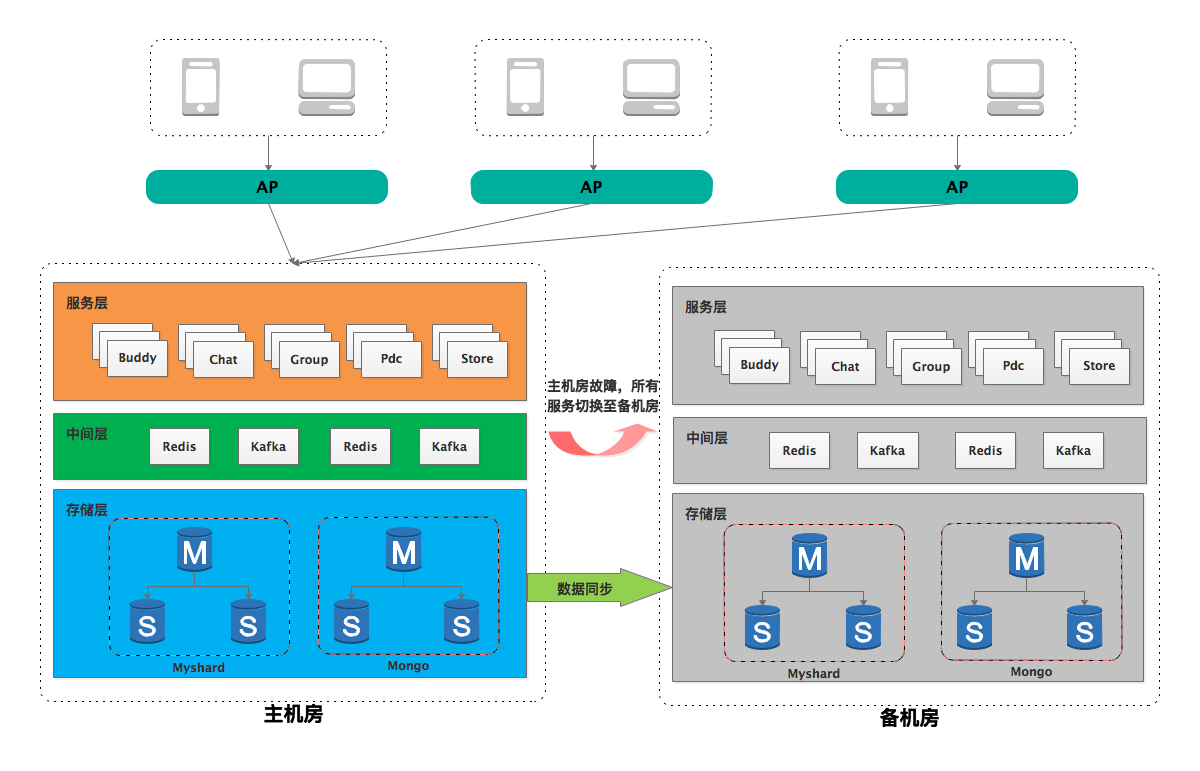 AP
AP
AP
服务层
Buddy
Chat
Group
Pdc
Store
中间层
Redis
Kafka
Redis
Kafka
存储层
M
S
S
Myshard
M
S
S
Mongo
主机房
主机房故障，所有
服务切换至备机房
数据同步
服务层
Buddy
Chat
Group
Pdc
Store
中间层
Redis
Kafka
Redis
Kafka
存储层
M
S
S
Myshard
M
S
S
Mongo
备机房